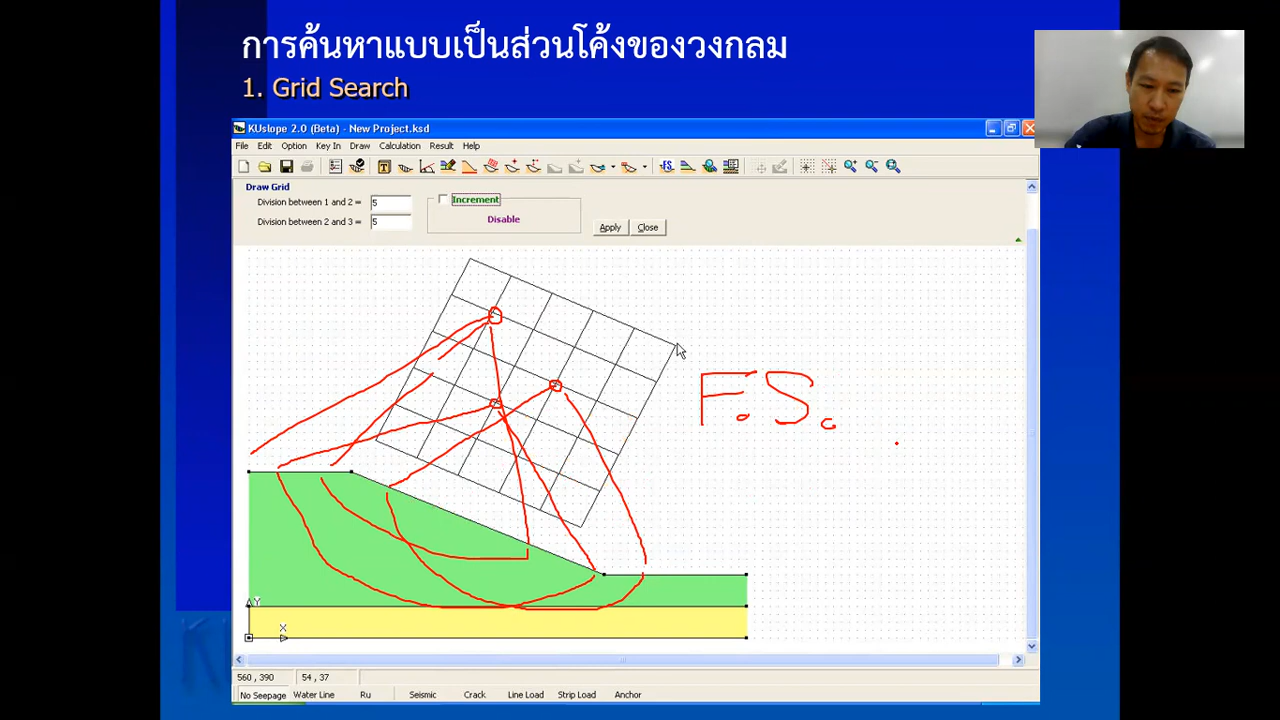 การค้นหาแบบเป็นส่วนโค้งของวงกลม
1. Grid Search
KUslope 2.0 (Beta) - New Project.ksd
File Edit Option Key In Draw Calculation Result Help
FS
Draw Grid
Division between 1 and 2 = 5
Increment
Disable
Division between 2 and 3 = 5
Apply Close
F.S.
Y
X
560 , 390 54 , 37
No Seepage Water Line Ru Seismic Crack Line Load Strip Load Anchor